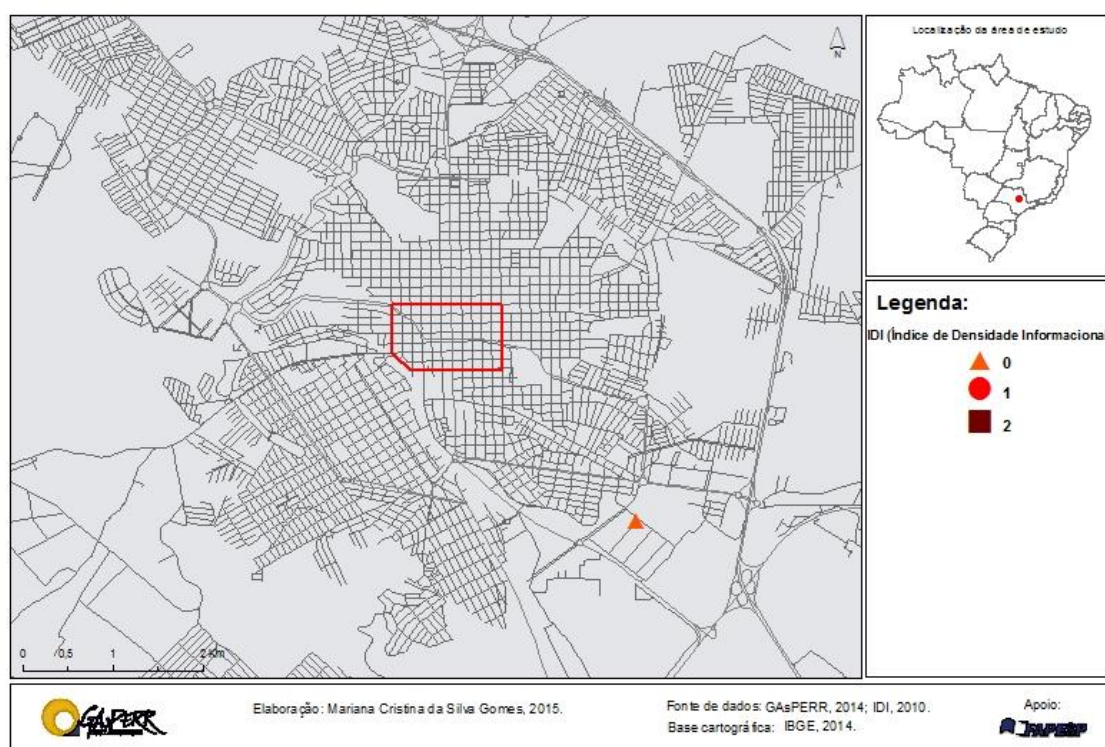 Localização da área de estudo
N
Legenda:
IDI (Índice de Densidade Informacional
0
1
2
0 0,5 1 2 Km
GAsPERR
Elaboração: Mariana Cristina da Silva Gomes, 2015.
Fonte de dados: GAsPERR, 2014; IDI, 2010.
Base cartográfica: IBGE, 2014.
Apoio:
FAPESP